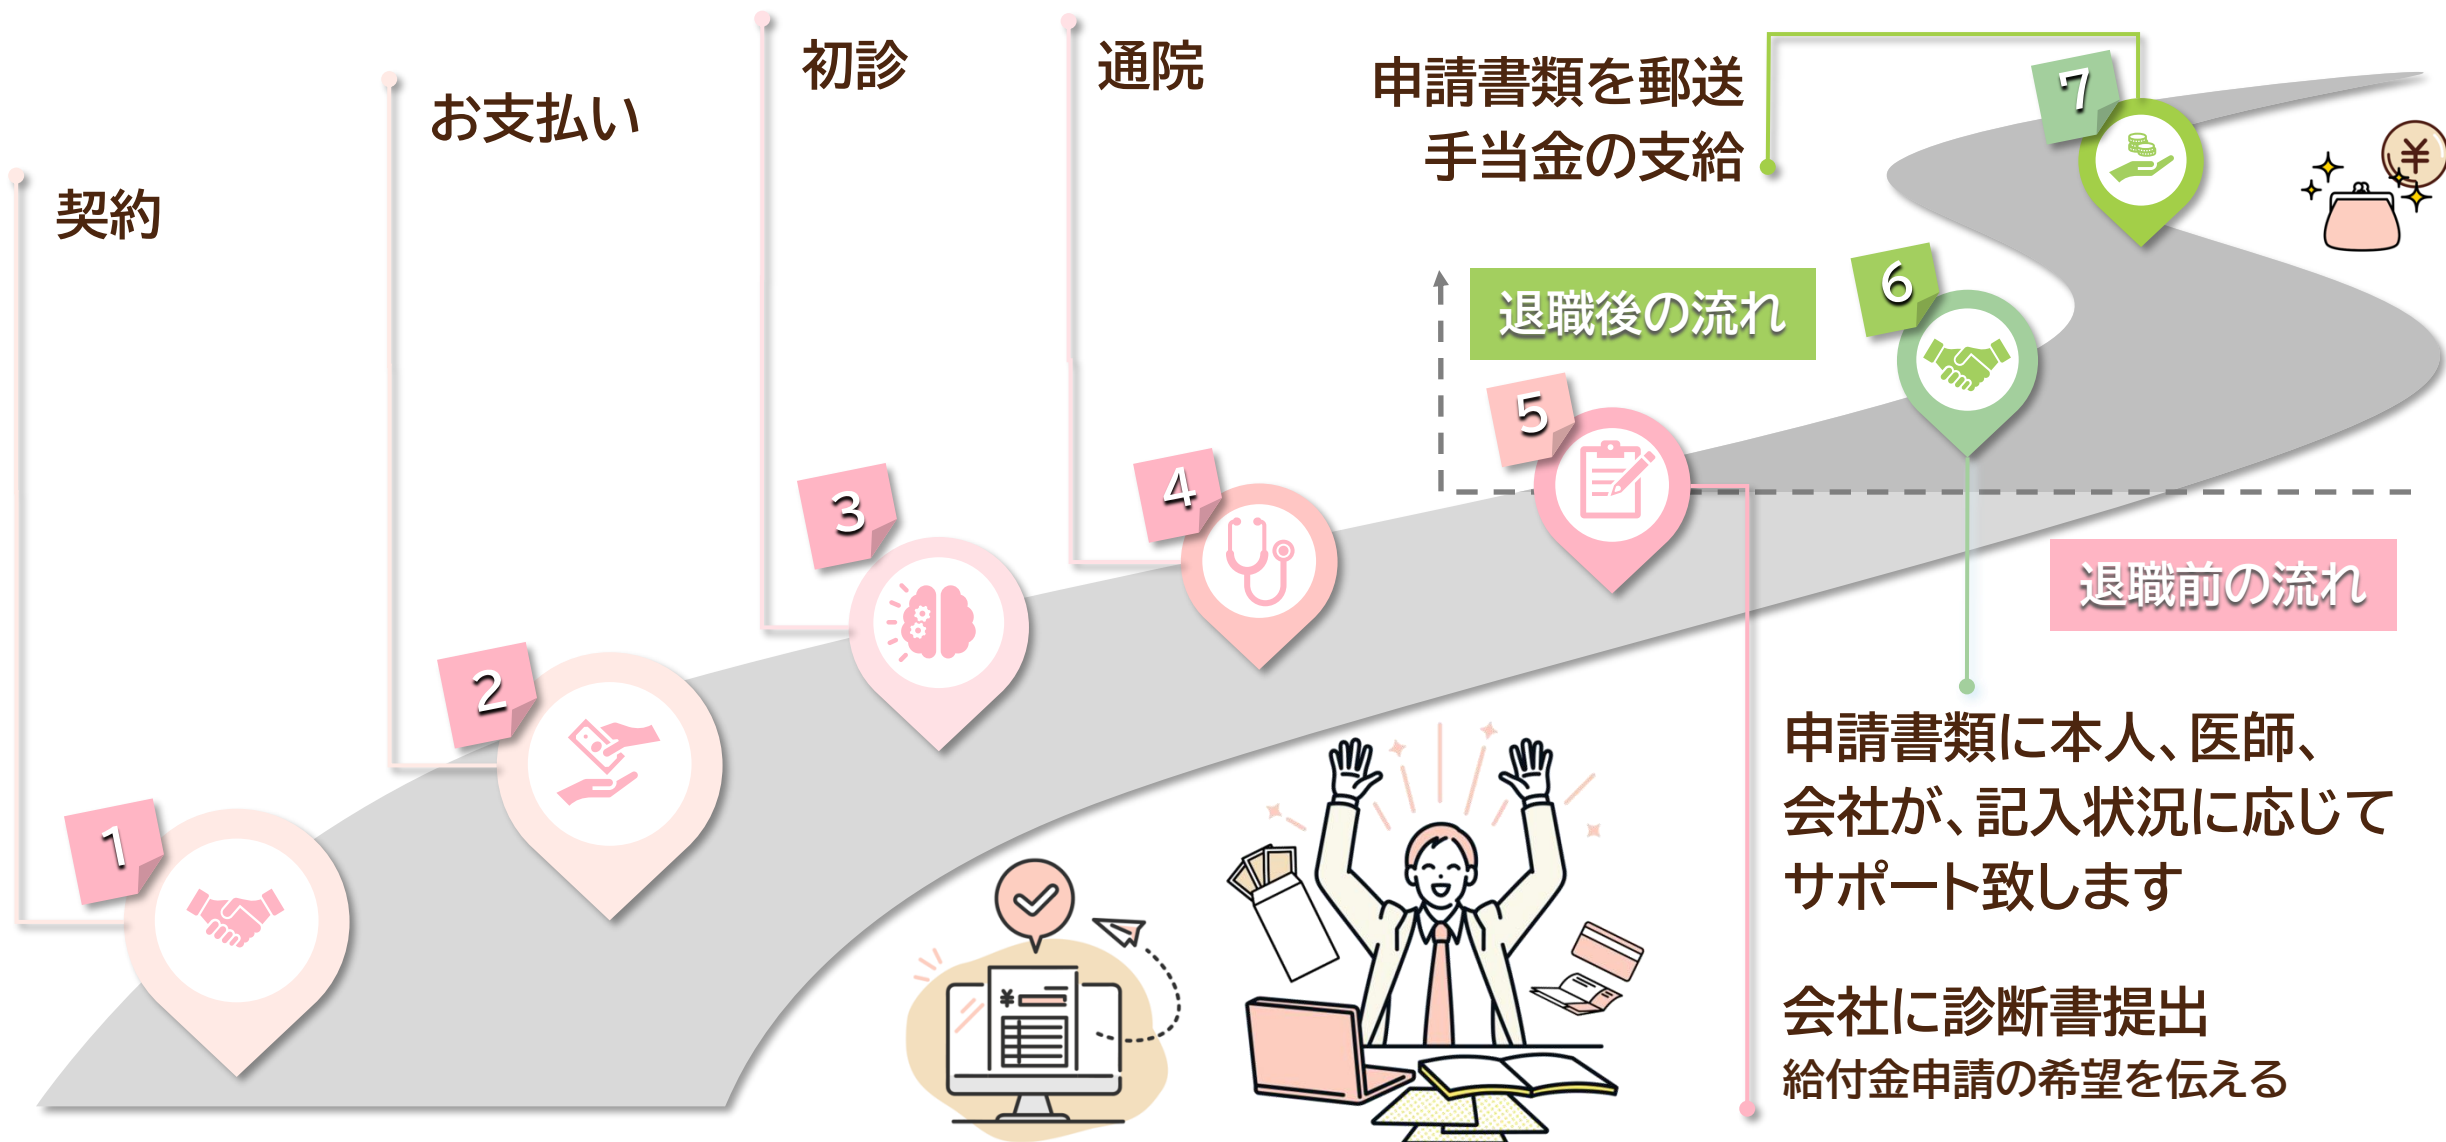 1
契約
2
お支払い
3
初診
4
通院
5
会社に診断書提出
給付金申請の希望を伝える
退職前の流れ
退職後の流れ
6
申請書類に本人、医師、
会社が、記入状況に応じて
サポート致します
7
申請書類を郵送
手当金の支給
¥
¥